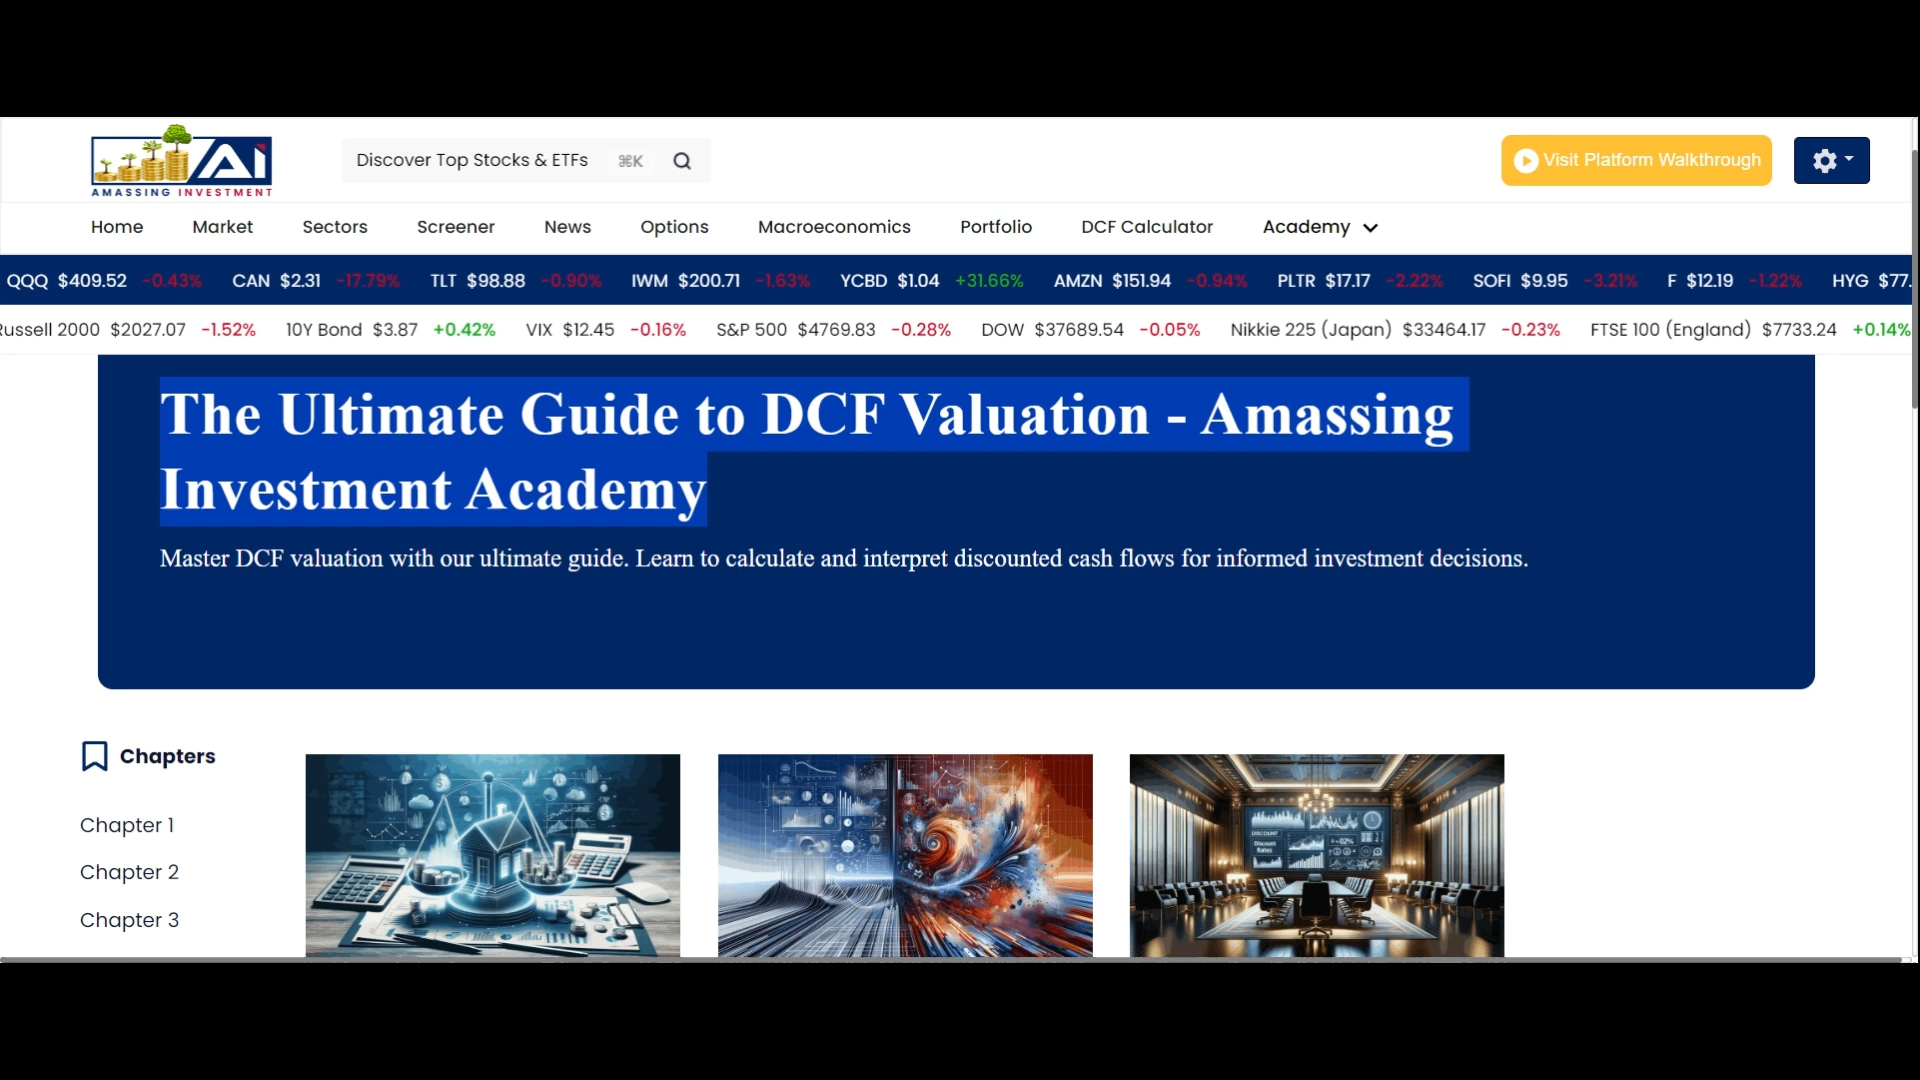 AI
AMASSING INVESTMENT
Discover Top Stocks & ETFs ⌘K
Visit Platform Walkthrough
Home Market Sectors Screener News Options Macroeconomics Portfolio DCF Calculator Academy
QQQ $409.52 -0.43% CAN $2.31 -17.79% TLT $98.88 -0.90% IWM $200.71 -1.63% YCBD $1.04 +31.66% AMZN $151.94 -0.94% PLTR $17.17 -2.22% SOFI $9.95 -3.21% F $12.19 -1.22% HYG $77.
Russell 2000 $2027.07 -1.52% 10Y Bond $3.87 +0.42% VIX $12.45 -0.16% S&P 500 $4769.83 -0.28% DOW $37689.54 -0.05% Nikkie 225 (Japan) $33464.17 -0.23% FTSE 100 (England) $7733.24 +0.14%
The Ultimate Guide to DCF Valuation - Amassing
Investment Academy
Master DCF valuation with our ultimate guide. Learn to calculate and interpret discounted cash flows for informed investment decisions.
Chapters
Chapter 1
Chapter 2
Chapter 3
DISCOUNT
Discount
Rates